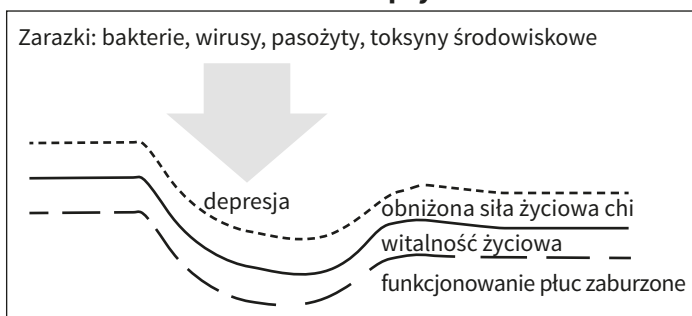 Zarazki: bakterie, wirusy, pasożyty, toksyny środowiskowe
depresja
obniżona siła życiowa chi
witalność życiowa
funkcjonowanie płuc zaburzone